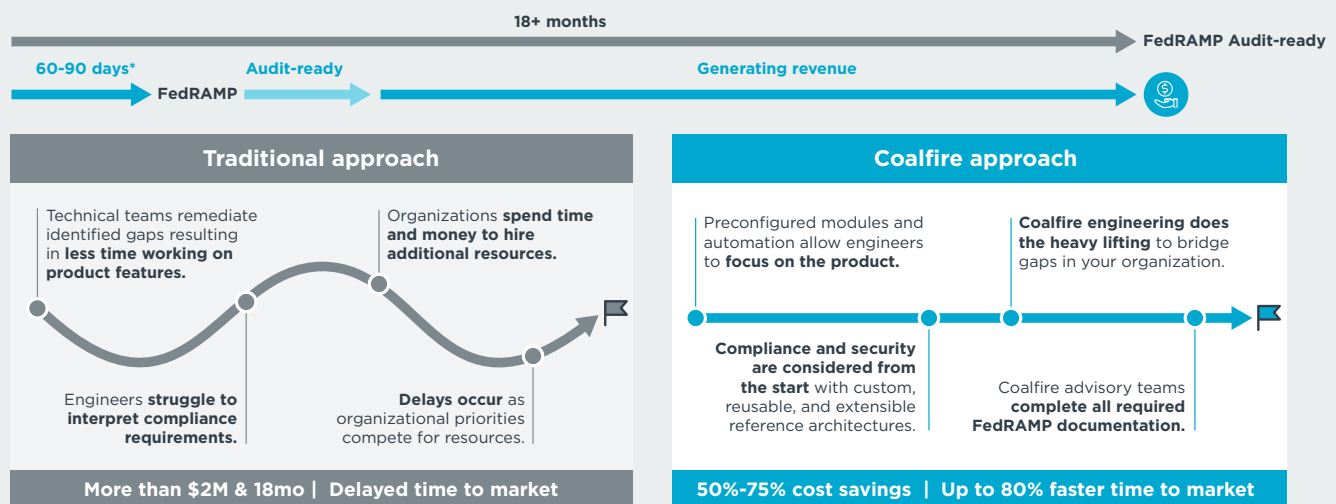 18+ months
FedRAMP Audit-ready
60-90 days*
FedRAMP
Audit-ready
Generating revenue
$
Traditional approach
Technical teams remediate
identified gaps resulting
in less time working on
product features.
Organizations spend time
and money to hire
additional resources.
Engineers struggle to
interpret compliance
requirements.
Delays occur as
organizational priorities
compete for resources.
More than $2M & 18mo | Delayed time to market
Coalfire approach
Preconfigured modules and
automation allow engineers
to focus on the product.
Coalfire engineering does
the heavy lifting to bridge
gaps in your organization.
Compliance and security
are considered from
the start with custom,
reusable, and extensible
reference architectures.
Coalfire advisory teams
complete all required
FedRAMP documentation.
50%-75% cost savings | Up to 80% faster time to market